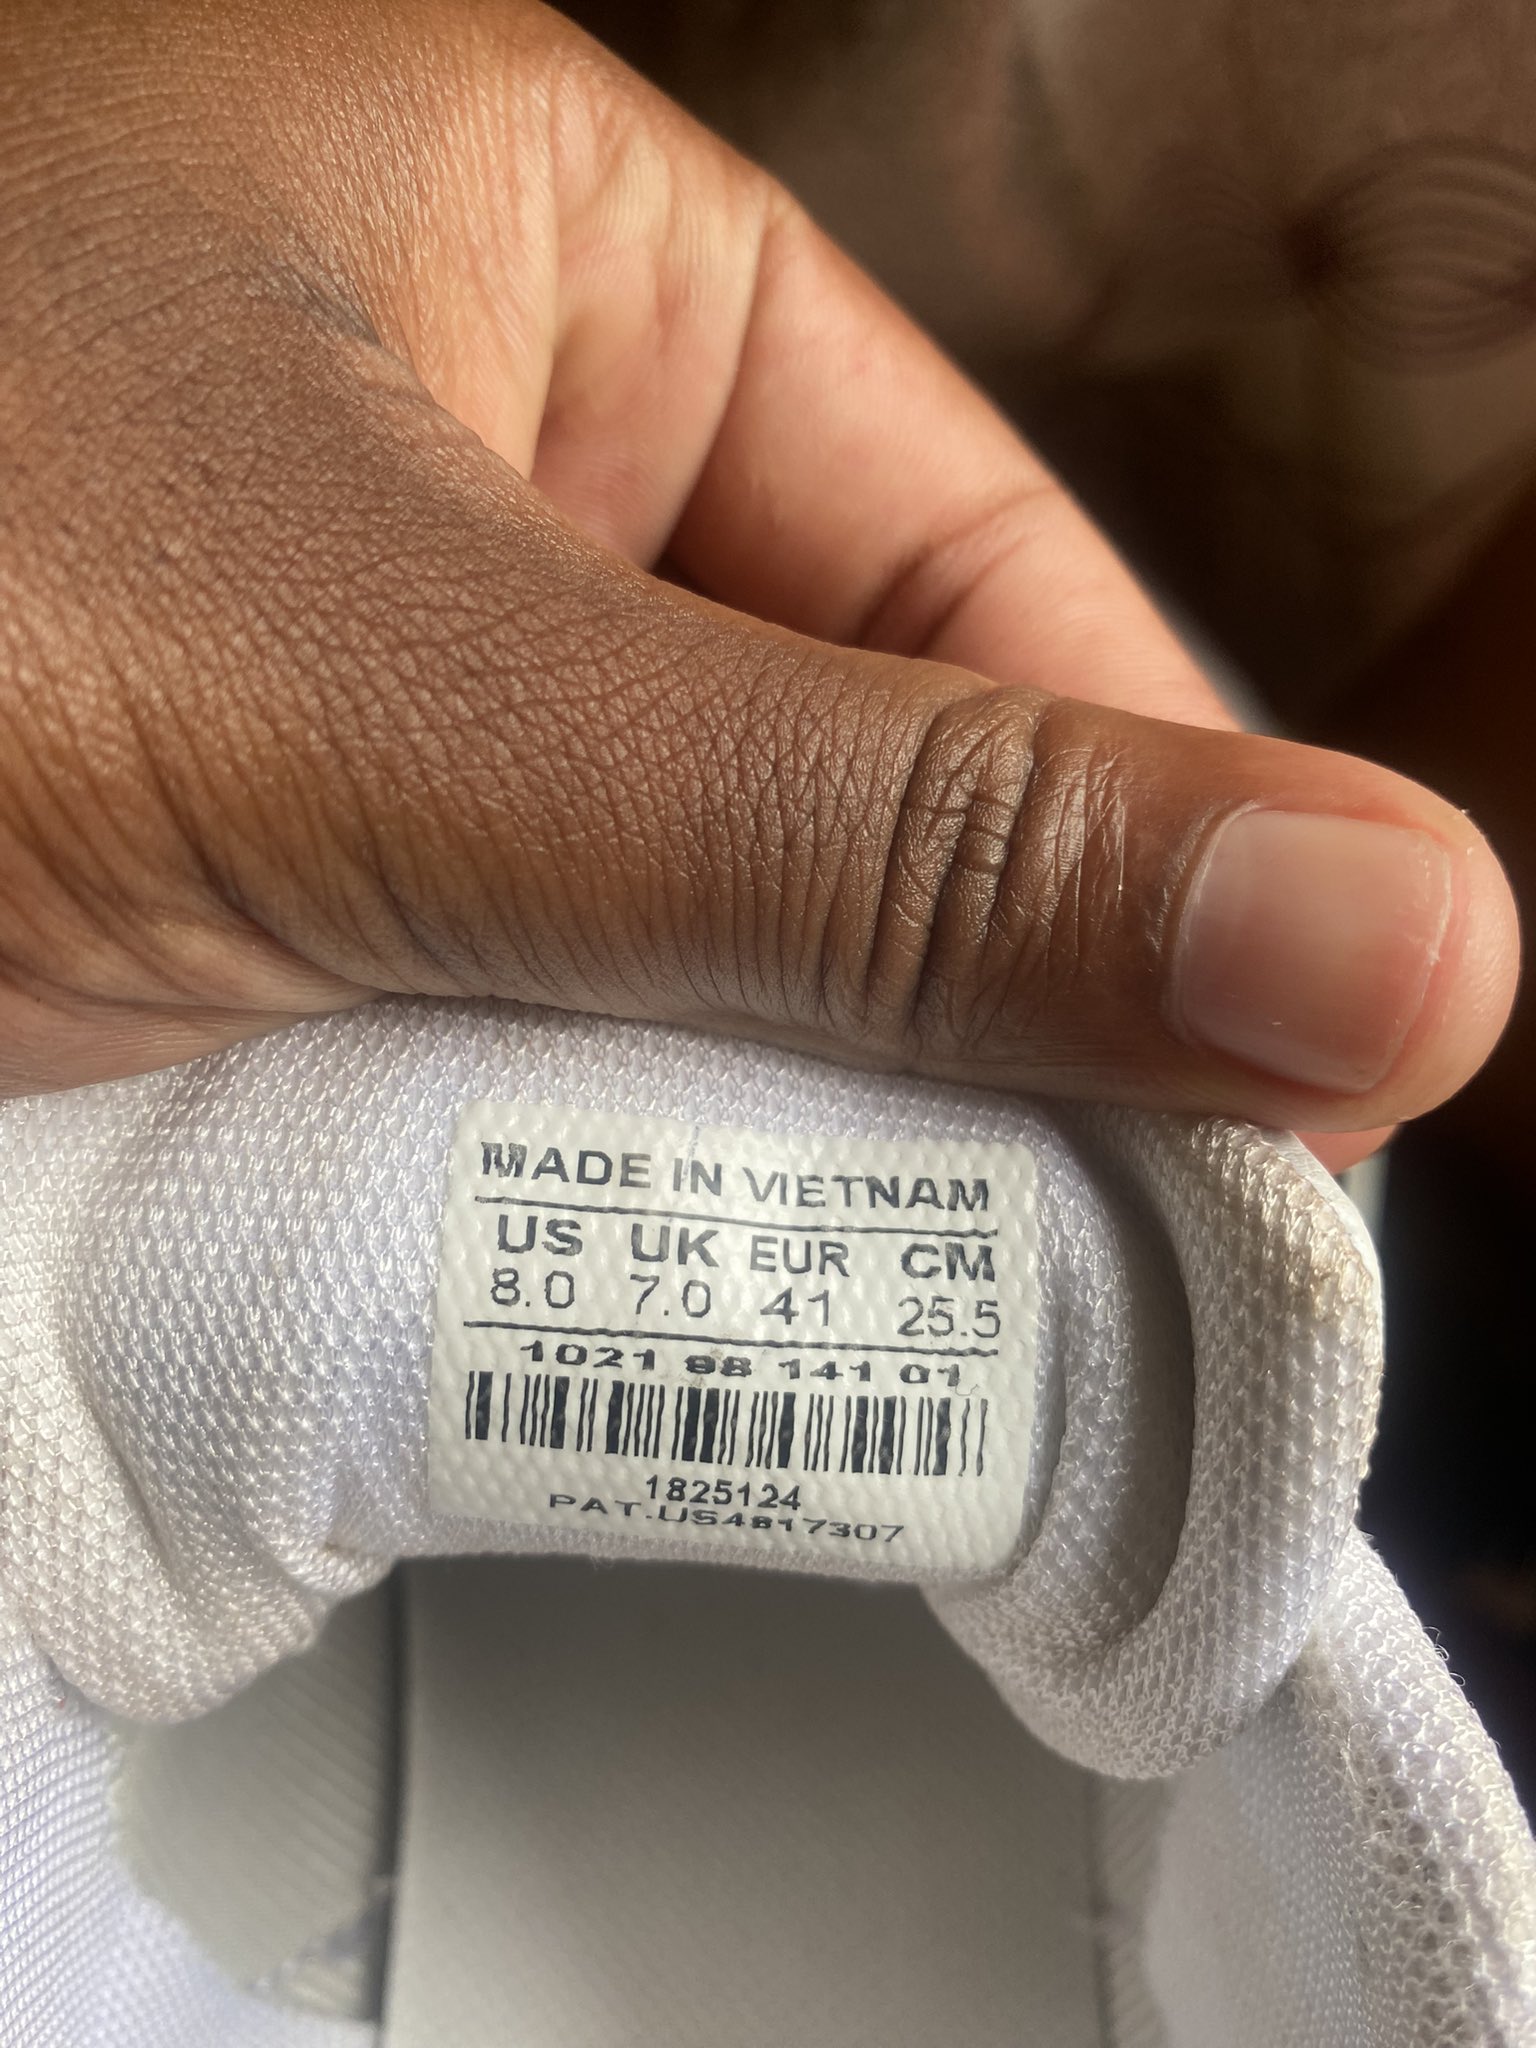 MADE IN VIETNAM
US UK EUR CM
8.0 7.0 41 25.5
1021 98 141 01
1825124
PAT.US4817307